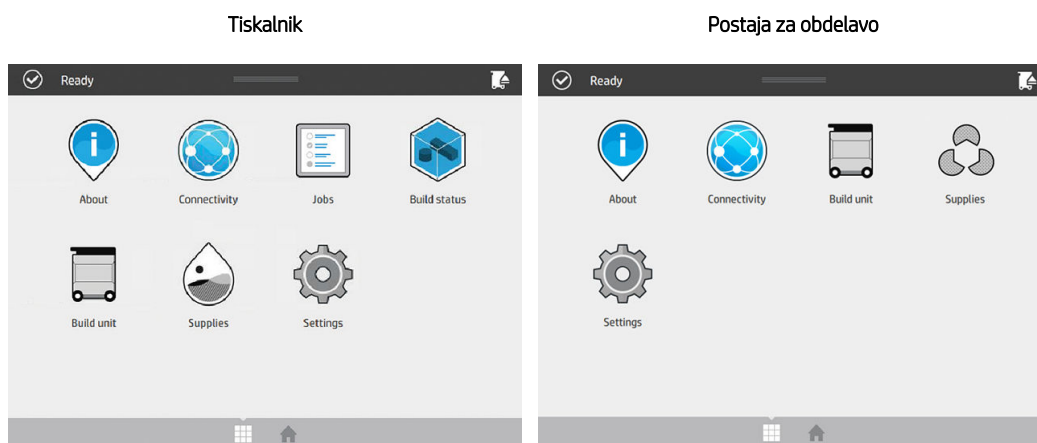 Tiskalnik
Postaja za obdelavo
Ready
About
Connectivity
Jobs
Build status
Build unit
Supplies
Settings
Ready
About
Connectivity
Build unit
Supplies
Settings